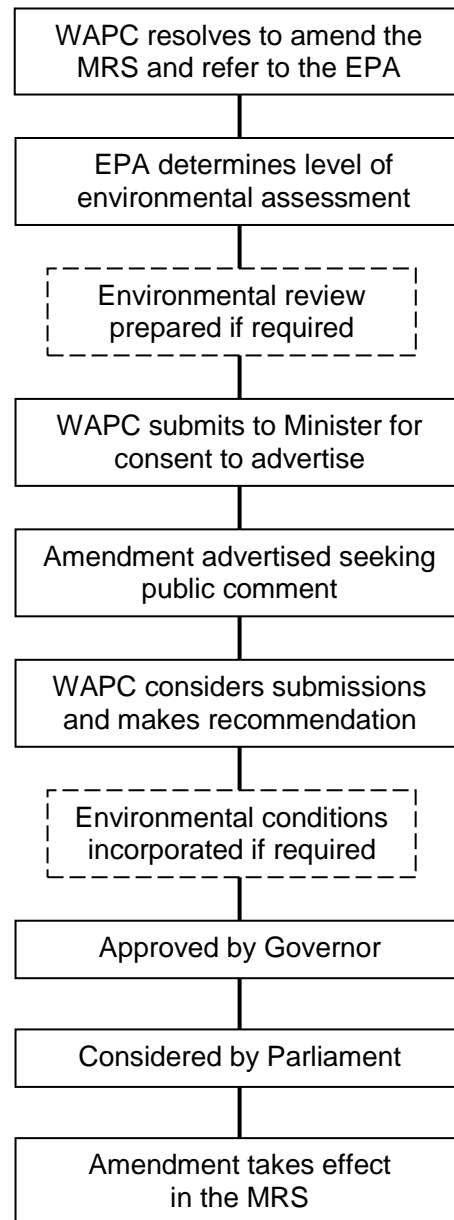 WAPC resolves to amend the
MRS and refer to the EPA
EPA determines level of
environmental assessment
Environmental review
prepared if required
WAPC submits to Minister for
consent to advertise
Amendment advertised seeking
public comment
WAPC considers submissions
and makes recommendation
Environmental conditions
incorporated if required
Approved by Governor
Considered by Parliament
Amendment takes effect
in the MRS